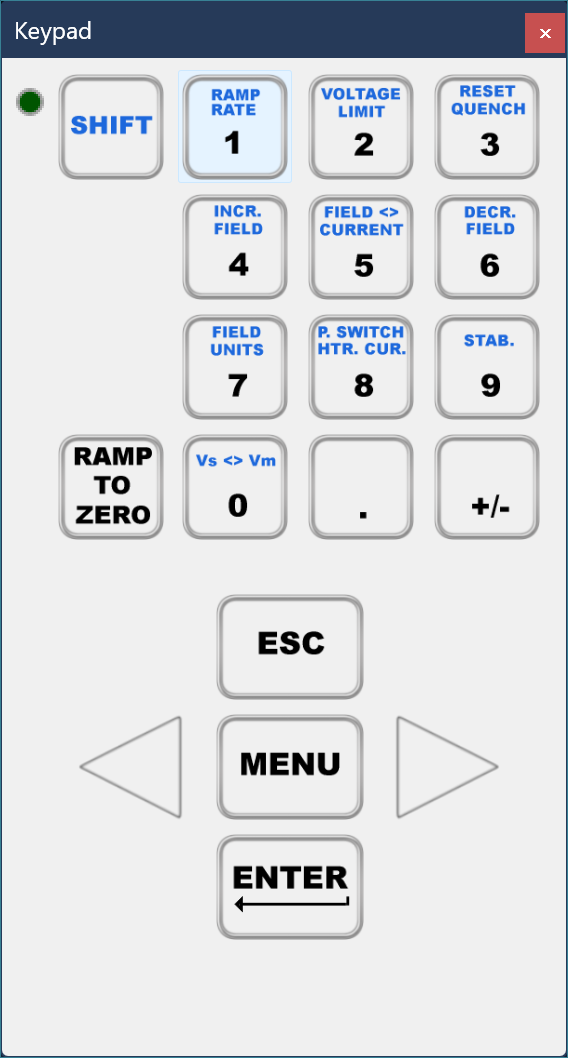 Keypad
×
SHIFT
RAMP
RATE
1
VOLTAGE
LIMIT
2
RESET
QUENCH
3
INCR.
FIELD
4
FIELD <>
CURRENT
5
DECR.
FIELD
6
FIELD
UNITS
7
P. SWITCH
HTR. CUR.
8
STAB.
9
RAMP
TO
ZERO
Vs <> Vm
0
.
+/-
ESC
MENU
ENTER